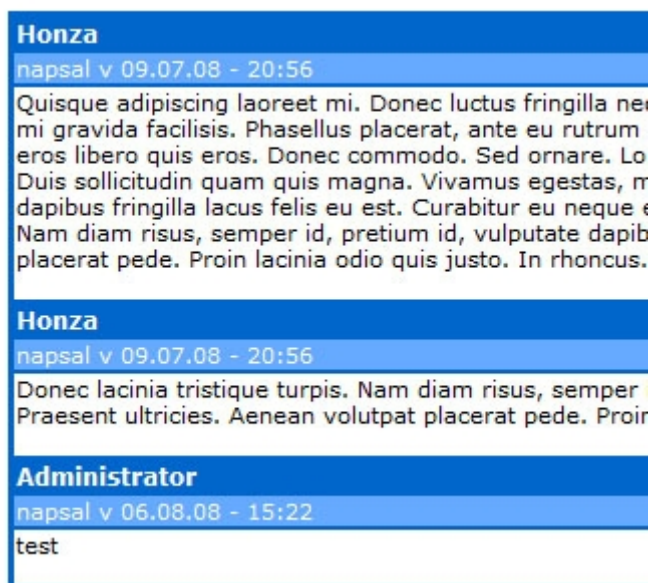 Honza
napsal v 09.07.08 - 20:56
Quisque adipiscing laoreet mi. Donec luctus fringilla ne
mi gravida facilisis. Phasellus placerat, ante eu rutrum
eros libero quis eros. Donec commodo. Sed ornare. Lo
Duis sollicitudin quam quis magna. Vivamus egestas, m
dapibus fringilla lacus felis eu est. Curabitur eu neque e
Nam diam risus, semper id, pretium id, vulputate dapib
placerat pede. Proin lacinia odio quis justo. In rhoncus.
Honza
napsal v 09.07.08 - 20:56
Donec lacinia tristique turpis. Nam diam risus, semper
Praesent ultricies. Aenean volutpat placerat pede. Proin
Administrator
napsal v 06.08.08 - 15:22
test